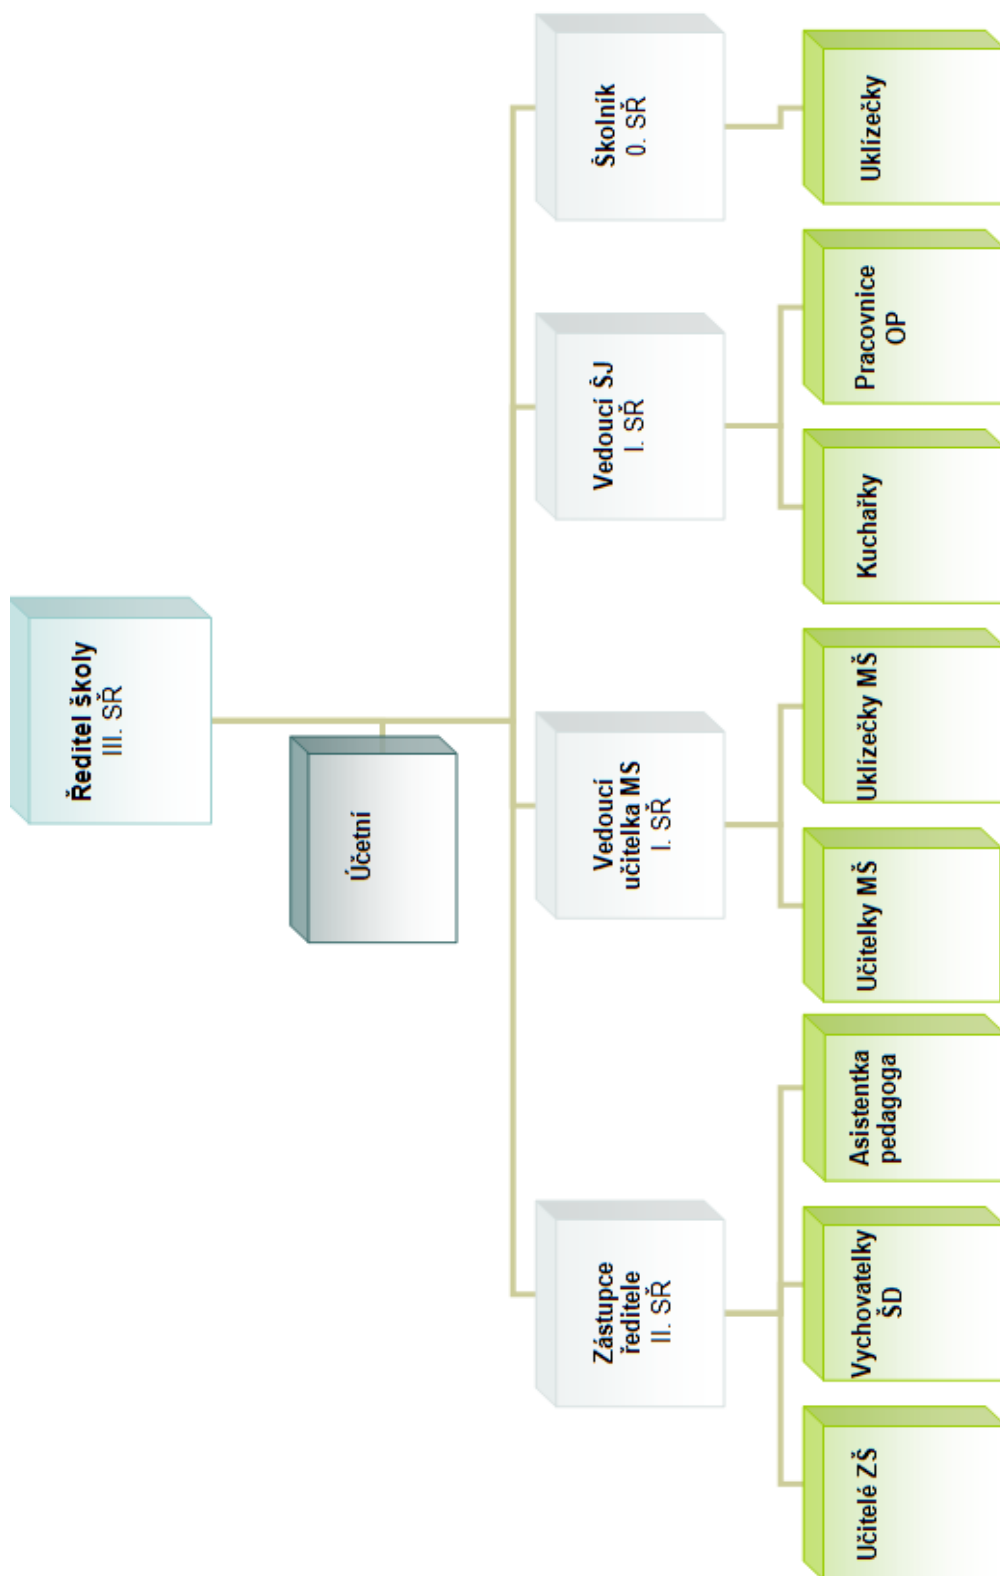 Ředitel školy
III. SŘ
Účetní
Zástupce
ředitele
II. SŘ
Vedoucí
učitelka MŠ
I. SŘ
Vedoucí ŠJ
I. SŘ
Školník
0. SŘ
Učitelé ZŠ
Vychovatelky
ŠD
Asistentka
pedagoga
Učitelky MŠ
Uklízečky MŠ
Kuchařky
Pracovnice
OP
Uklízečky